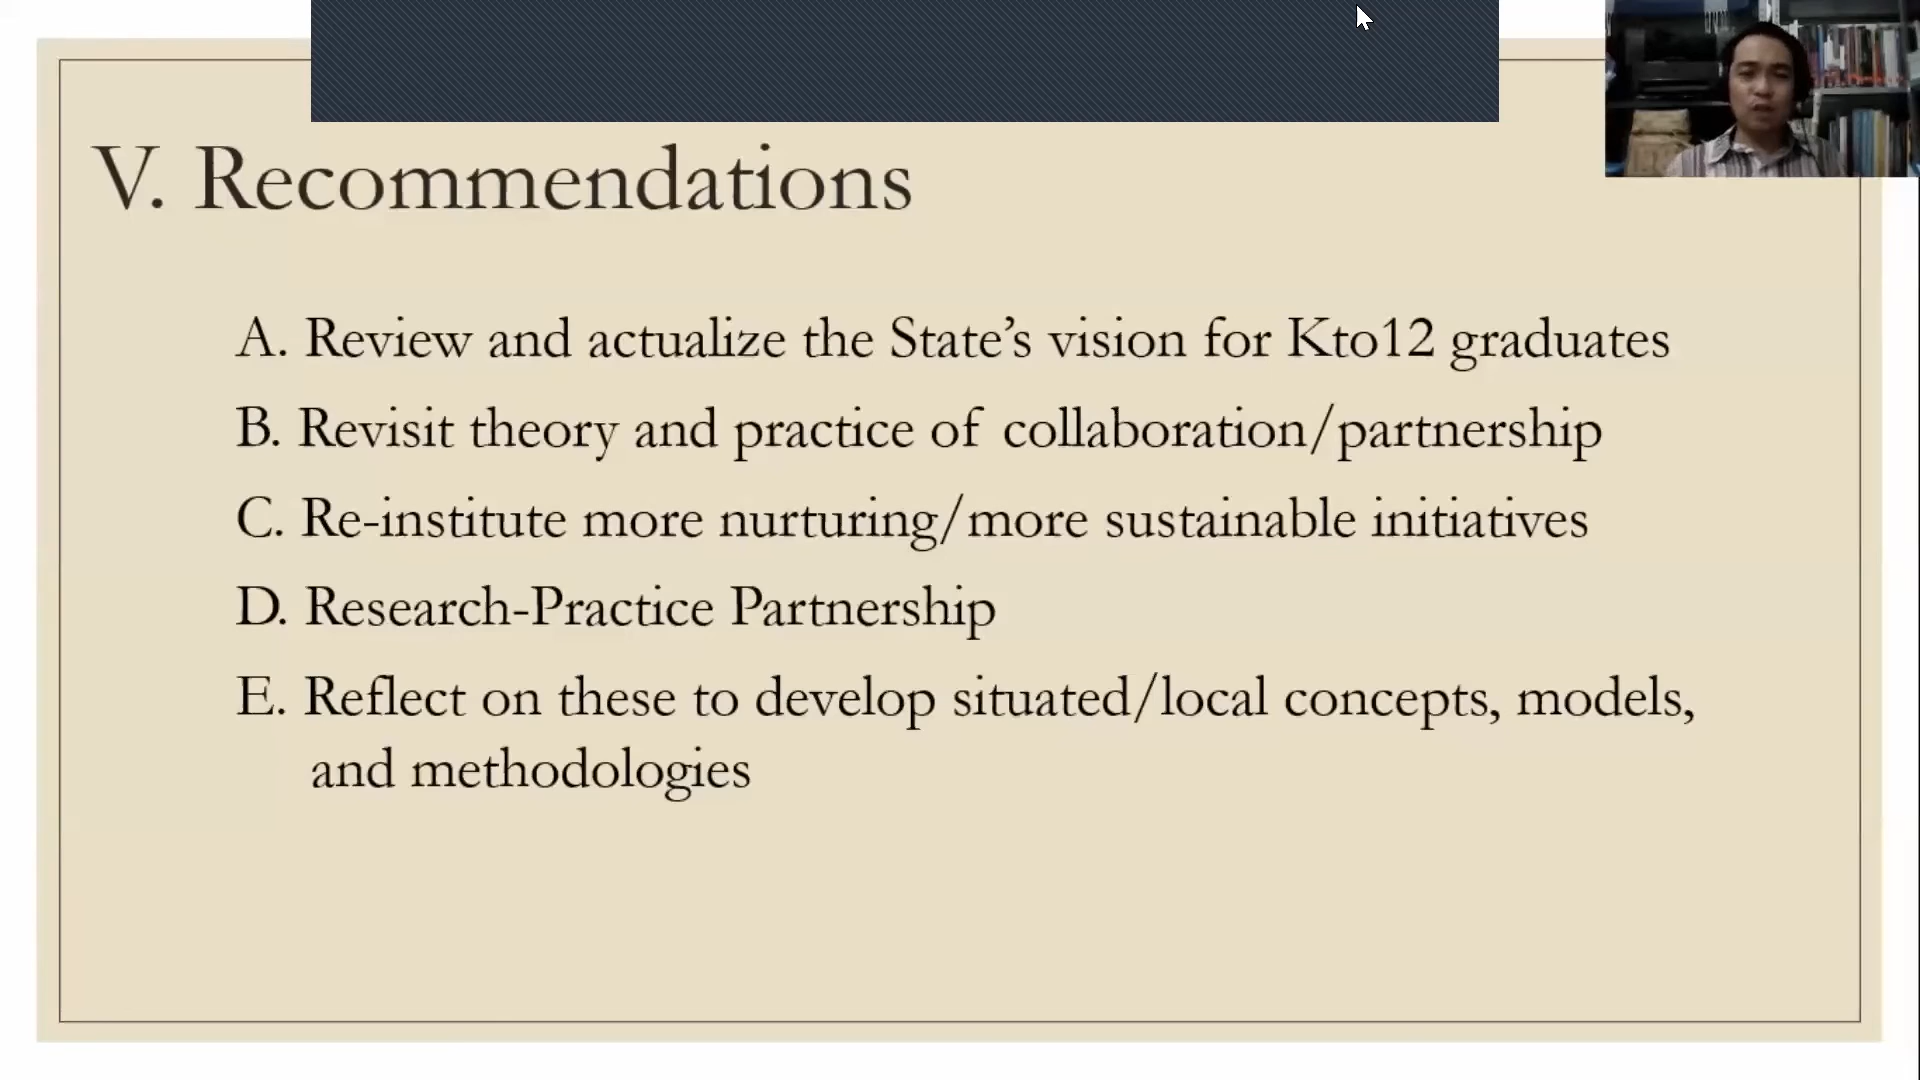 V. Recommendations
A. Review and actualize the State’s vision for Kto12 graduates
B. Revisit theory and practice of collaboration/partnership
C. Re-institute more nurturing/more sustainable initiatives
D. Research-Practice Partnership
E. Reflect on these to develop situated/local concepts, models,
and methodologies